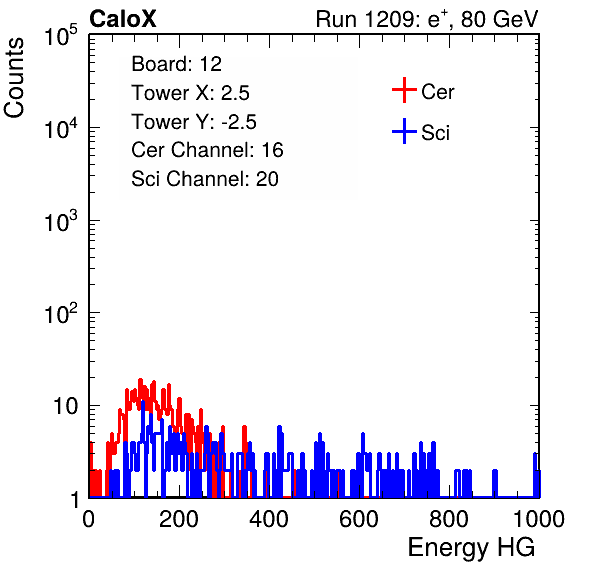 CaloX Run 1209: e⁺, 80 GeV
Counts
10⁵
10⁴
10³
10²
10
1
Board: 12
Tower X: 2.5
Tower Y: -2.5
Cer Channel: 16
Sci Channel: 20
Cer
Sci
0 200 400 600 800 1000
Energy HG